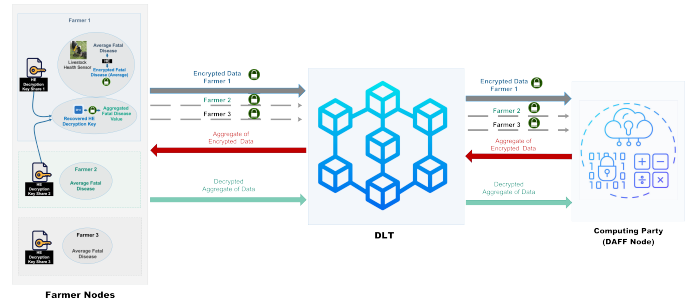 Farmer 1
Livestock
Health Sensor
Average Fatal
Disease
HE
Encrypted Fatal
Disease (Average)
HE
Decryption
Key Share 1
Recovered HE
Decryption Key
Aggregated
Fatal Disease
Value
Farmer 2
Average Fatal
Disease
HE
Decryption
Key Share 2
Farmer 3
Average Fatal
Disease
HE
Decryption
Key Share 3
Farmer Nodes
Encrypted Data
Farmer 1
Farmer 2
Farmer 3
Aggregate of
Encrypted Data
Decrypted
Aggregate of Data
DLT
Encrypted Data
Farmer 1
Farmer 2
Farmer 3
Aggregate of
Encrypted Data
Decrypted
Aggregate of Data
Computing Party
(DAFF Node)